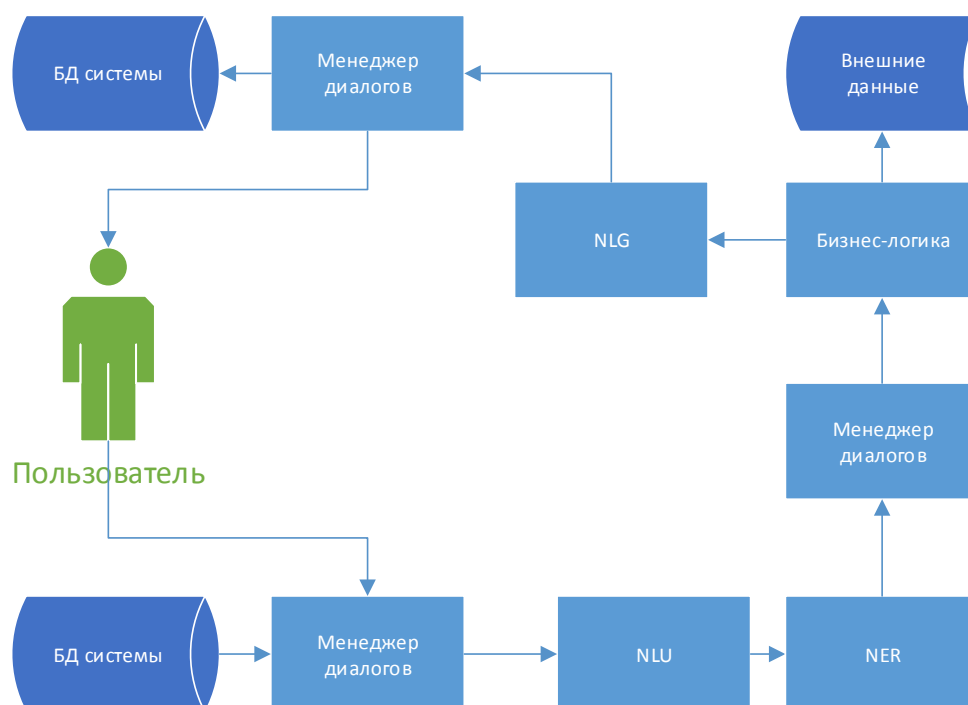 БД системы
Менеджер
диалогов
Внешние
данные
NLG
Бизнес-логика
Менеджер
диалогов
Пользователь
БД системы
Менеджер
диалогов
NLU
NER